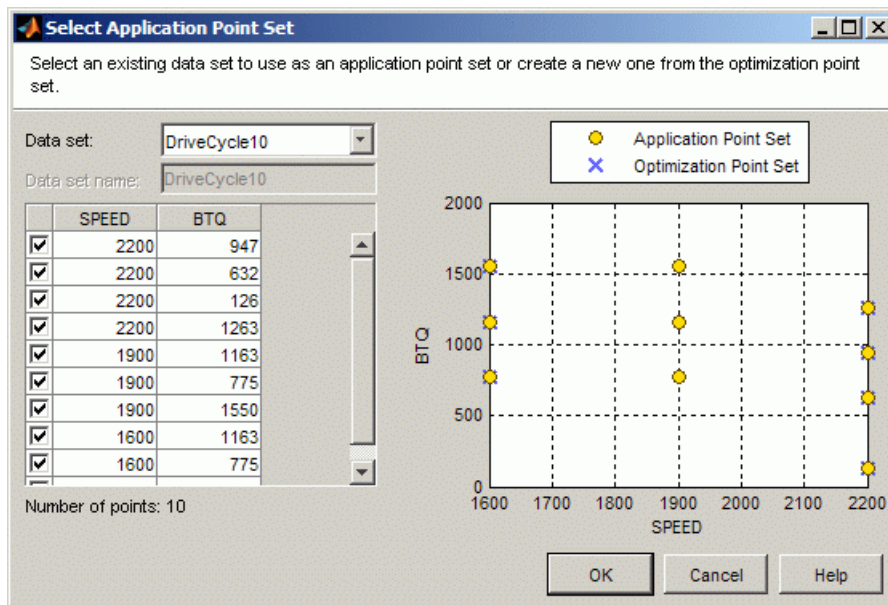 Select Application Point Set
Select an existing data set to use as an application point set or create a new one from the optimization point
set.
Data set: DriveCycle10
Data set name: DriveCycle10
SPEED BTQ
2200 947
2200 632
2200 126
2200 1263
1900 1163
1900 775
1900 1550
1600 1163
1600 775
Number of points: 10
Application Point Set
Optimization Point Set
2000
1500
1000
500
0
BTQ
1600 1700 1800 1900 2000 2100 2200
SPEED
OK Cancel Help